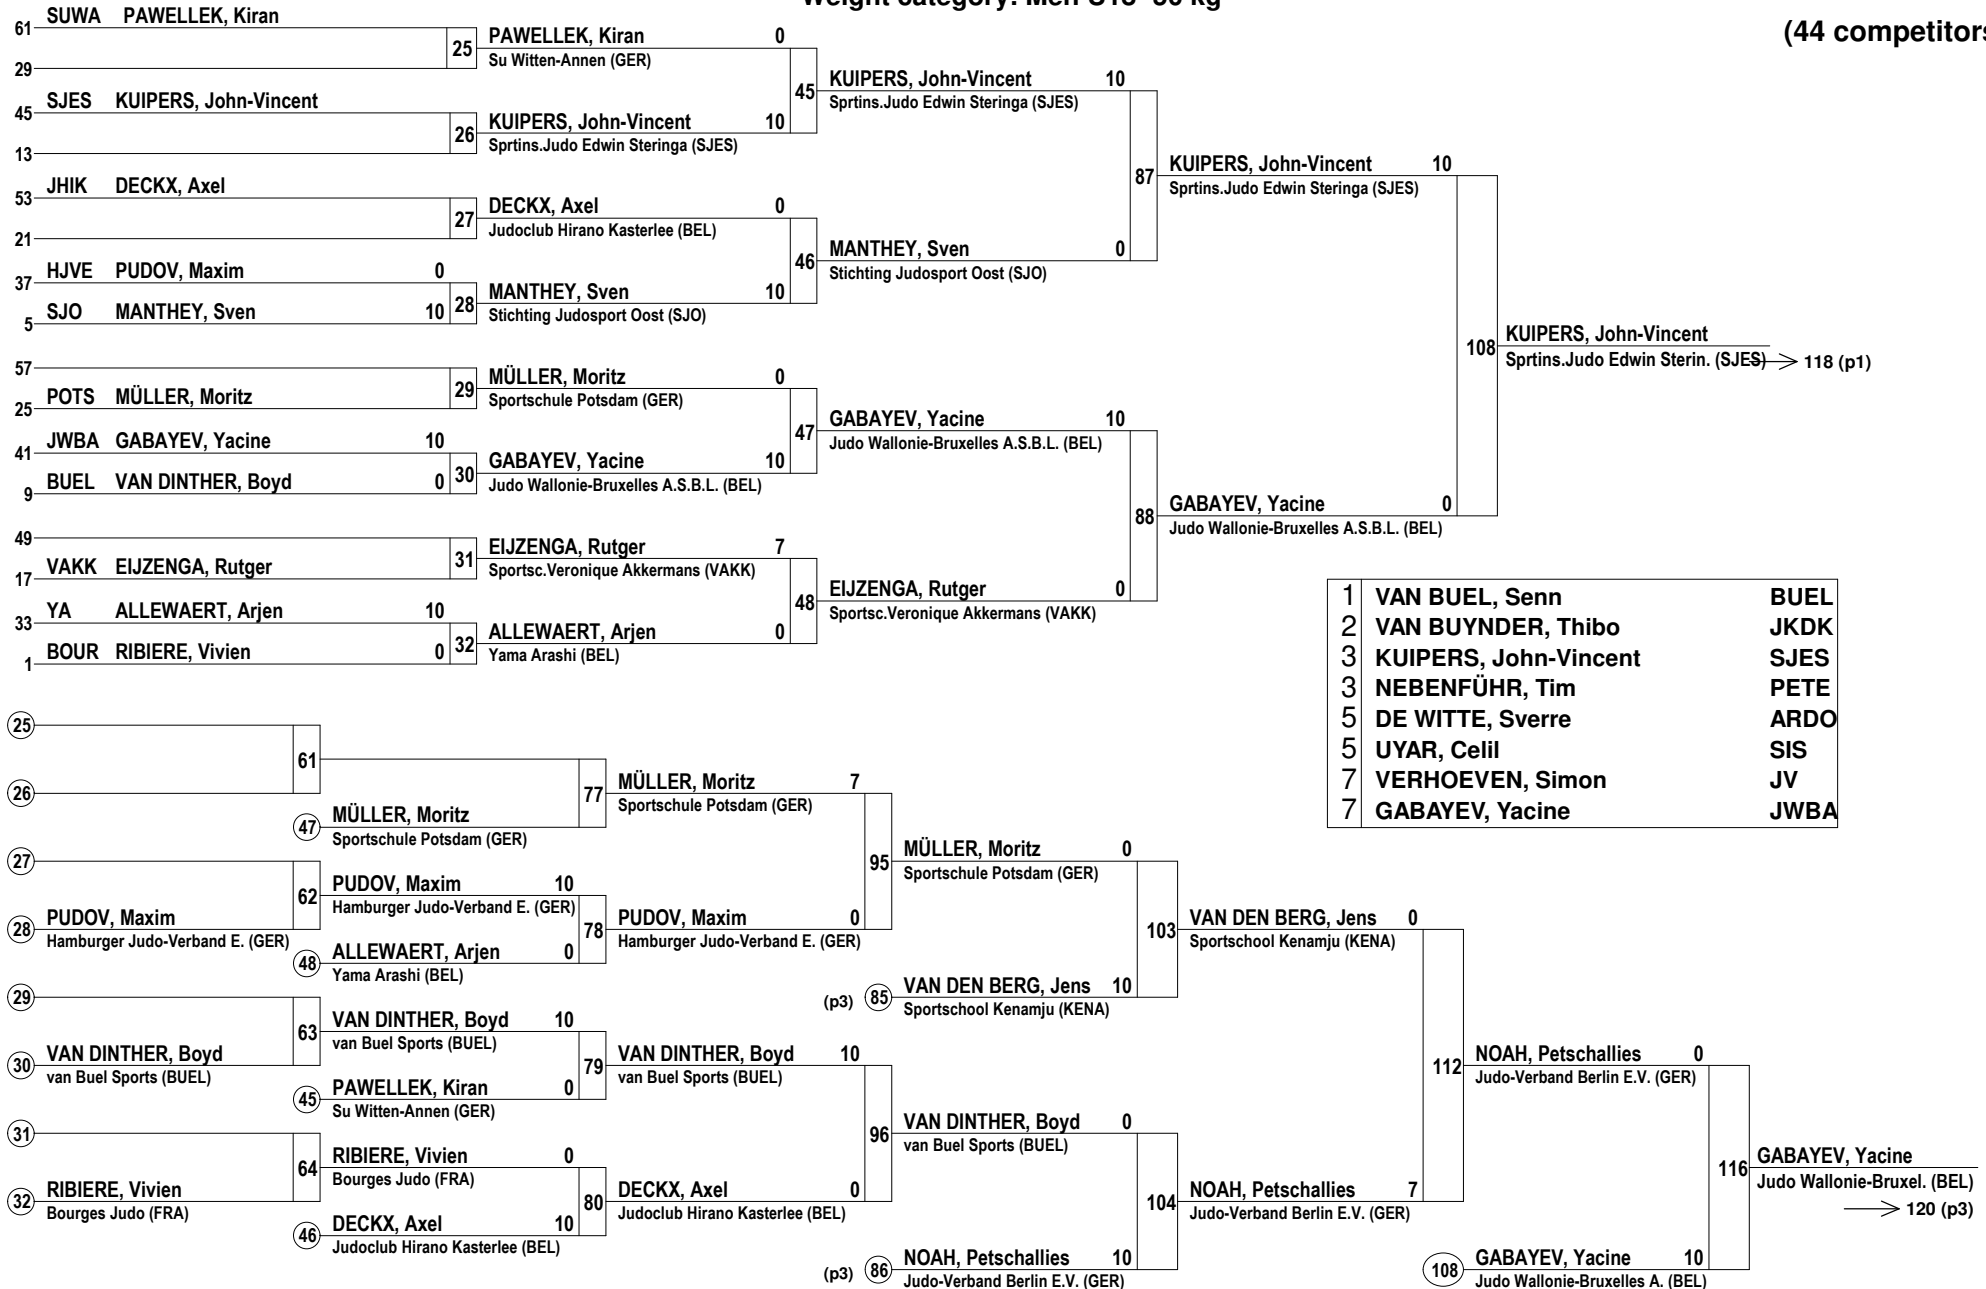 (44 competitors
61 SUWA PAWELLEK, Kiran
29
25 PAWELLEK, Kiran 0
Su Witten-Annen (GER)
45 SJES KUIPERS, John-Vincent
13
26 KUIPERS, John-Vincent 10
Sprtins.Judo Edwin Steringa (SJES)
45 KUIPERS, John-Vincent 10
Sprtins.Judo Edwin Steringa (SJES)
53 JHIK DECKX, Axel
21
27 DECKX, Axel 0
Judoclub Hirano Kasterlee (BEL)
37 HJVE PUDOV, Maxim 0
5 SJO MANTHEY, Sven 10
28 MANTHEY, Sven 10
Stichting Judosport Oost (SJO)
46 MANTHEY, Sven 0
Stichting Judosport Oost (SJO)
87 KUIPERS, John-Vincent 10
Sprtins.Judo Edwin Steringa (SJES)
57
25 POTS MÜLLER, Moritz
29 MÜLLER, Moritz 0
Sportschule Potsdam (GER)
41 JWBA GABAYEV, Yacine 10
9 BUEL VAN DINTHER, Boyd 0
30 GABAYEV, Yacine 10
Judo Wallonie-Bruxelles A.S.B.L. (BEL)
47 GABAYEV, Yacine 10
Judo Wallonie-Bruxelles A.S.B.L. (BEL)
49
17 VAKK EIJZENGA, Rutger
31 EIJZENGA, Rutger 7
Sportsc.Veronique Akkermans (VAKK)
33 YA ALLEWAERT, Arjen 10
1 BOUR RIBIERE, Vivien 0
32 ALLEWAERT, Arjen 0
Yama Arashi (BEL)
48 EIJZENGA, Rutger 0
Sportsc.Veronique Akkermans (VAKK)
88 GABAYEV, Yacine 0
Judo Wallonie-Bruxelles A.S.B.L. (BEL)
108 KUIPERS, John-Vincent
Sprtins.Judo Edwin Sterin. (SJES) 118 (p1)
1 VAN BUEL, Senn BUEL
2 VAN BUYNDER, Thibo JKDK
3 KUIPERS, John-Vincent SJES
3 NEBENFÜHR, Tim PETE
5 DE WITTE, Sverre ARDO
5 UYAR, Celil SIS
7 VERHOEVEN, Simon JV
7 GABAYEV, Yacine JWBA
25
26
61
47 MÜLLER, Moritz
Sportschule Potsdam (GER)
77 MÜLLER, Moritz 7
Sportschule Potsdam (GER)
27
28 PUDOV, Maxim
Hamburger Judo-Verband E. (GER)
62 PUDOV, Maxim 10
Hamburger Judo-Verband E. (GER)
48 ALLEWAERT, Arjen 0
Yama Arashi (BEL)
78 PUDOV, Maxim 0
Hamburger Judo-Verband E. (GER)
95 MÜLLER, Moritz 0
Sportschule Potsdam (GER)
(p3) 85 VAN DEN BERG, Jens 10
Sportschool Kenamju (KENA)
103 VAN DEN BERG, Jens 0
Sportschool Kenamju (KENA)
29
30 VAN DINTHER, Boyd
van Buel Sports (BUEL)
63 VAN DINTHER, Boyd 10
van Buel Sports (BUEL)
45 PAWELLEK, Kiran 0
Su Witten-Annen (GER)
79 VAN DINTHER, Boyd 10
van Buel Sports (BUEL)
31
32 RIBIERE, Vivien
Bourges Judo (FRA)
64 RIBIERE, Vivien 0
Bourges Judo (FRA)
46 DECKX, Axel 10
Judoclub Hirano Kasterlee (BEL)
80 DECKX, Axel 0
Judoclub Hirano Kasterlee (BEL)
96 VAN DINTHER, Boyd 0
van Buel Sports (BUEL)
(p3) 86 NOAH, Petschallies 10
Judo-Verband Berlin E.V. (GER)
104 NOAH, Petschallies 7
Judo-Verband Berlin E.V. (GER)
112 NOAH, Petschallies 0
Judo-Verband Berlin E.V. (GER)
108 GABAYEV, Yacine 10
Judo Wallonie-Bruxelles A. (BEL)
116 GABAYEV, Yacine
Judo Wallonie-Bruxel. (BEL)
120 (p3)